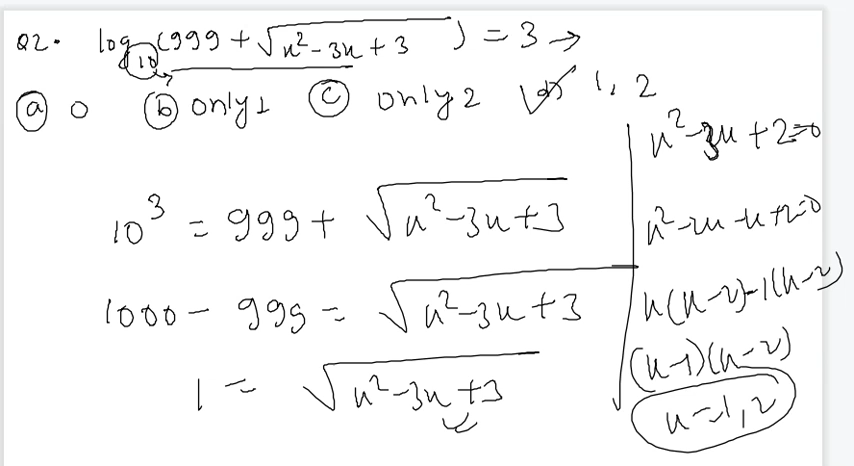 Q2. log₁₀(999 + √(x² - 3x + 3)) = 3 →
(a) 0 (b) only 1 (c) only 2 (d) 1, 2
10³ = 999 + √(x² - 3x + 3)
1000 - 999 = √(x² - 3x + 3)
1 = √(x² - 3x + 3)
x² - 3x + 2 = 0
x² - 2x - x + 2 = 0
x(x - 2) - 1(x - 2)
(x - 1)(x - 2)
x = 1, 2